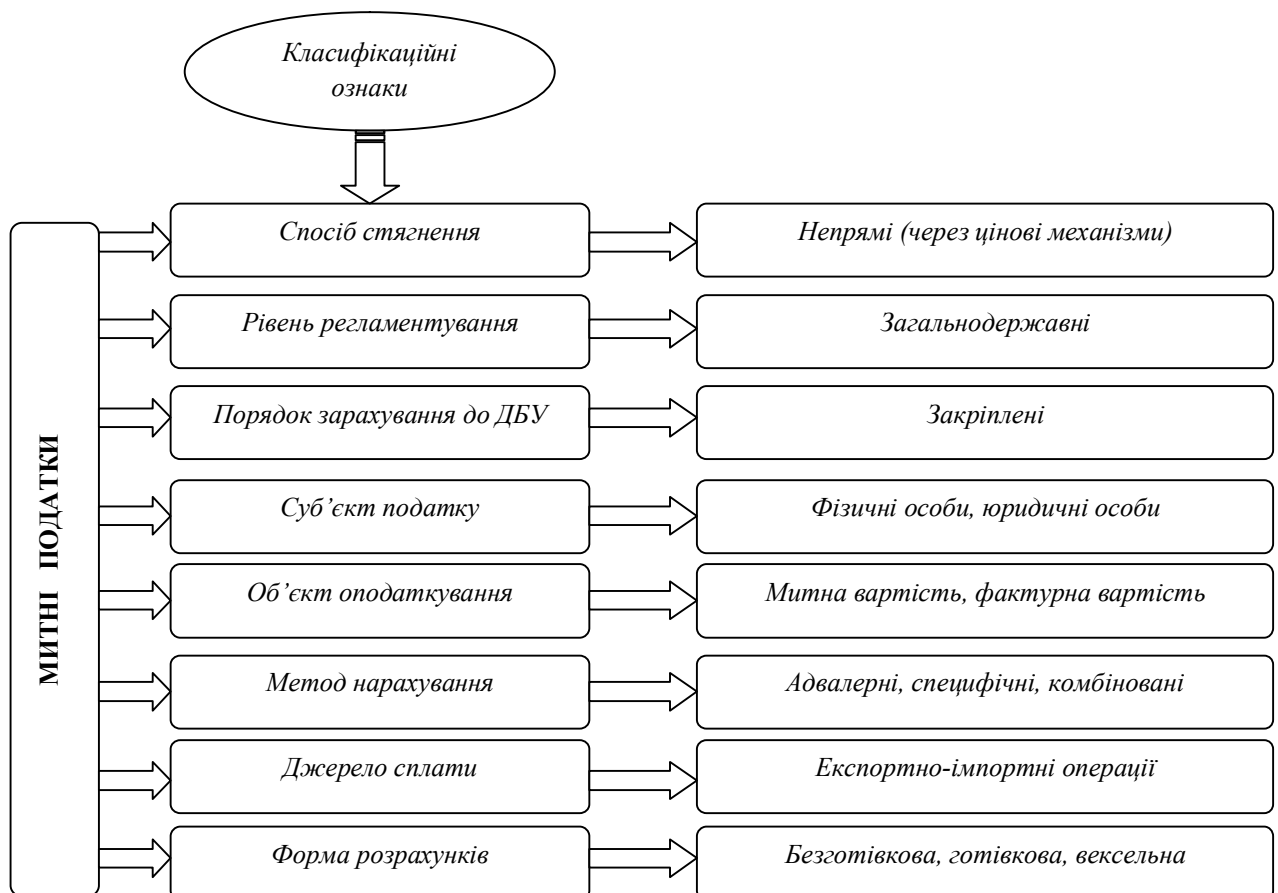 Класифікаційні
ознаки
МИТНІ ПОДАТКИ
Спосіб стягнення
Непрямі (через цінові механізми)
Рівень регламентування
Загальнодержавні
Порядок зарахування до ДБУ
Закріплені
Суб’єкт податку
Фізичні особи, юридичні особи
Об’єкт оподаткування
Митна вартість, фактурна вартість
Метод нарахування
Адвалерні, специфічні, комбіновані
Джерело сплати
Експортно-імпортні операції
Форма розрахунків
Безготівкова, готівкова, вексельна